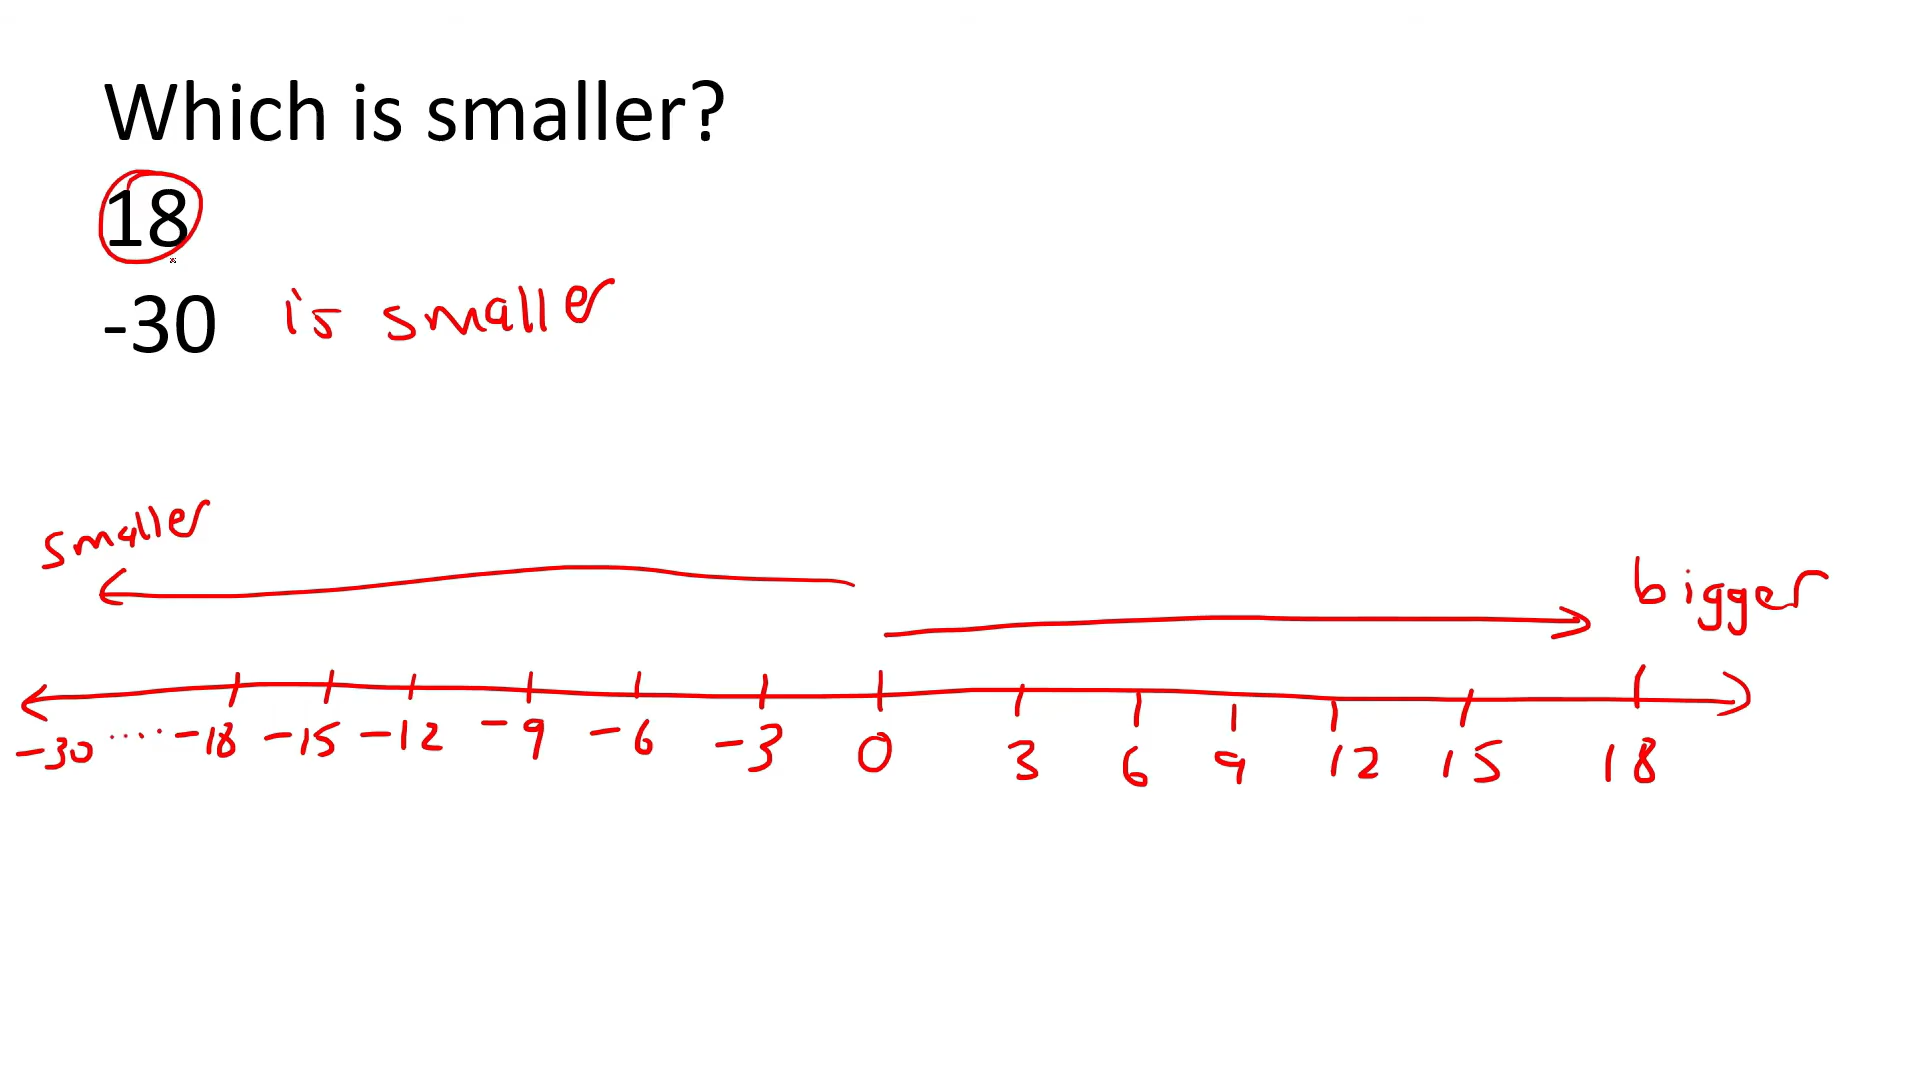 Which is smaller?
18
-30 is smaller
smaller
bigger
-30 ..... -18 -15 -12 -9 -6 -3 0 3 6 9 12 15 18